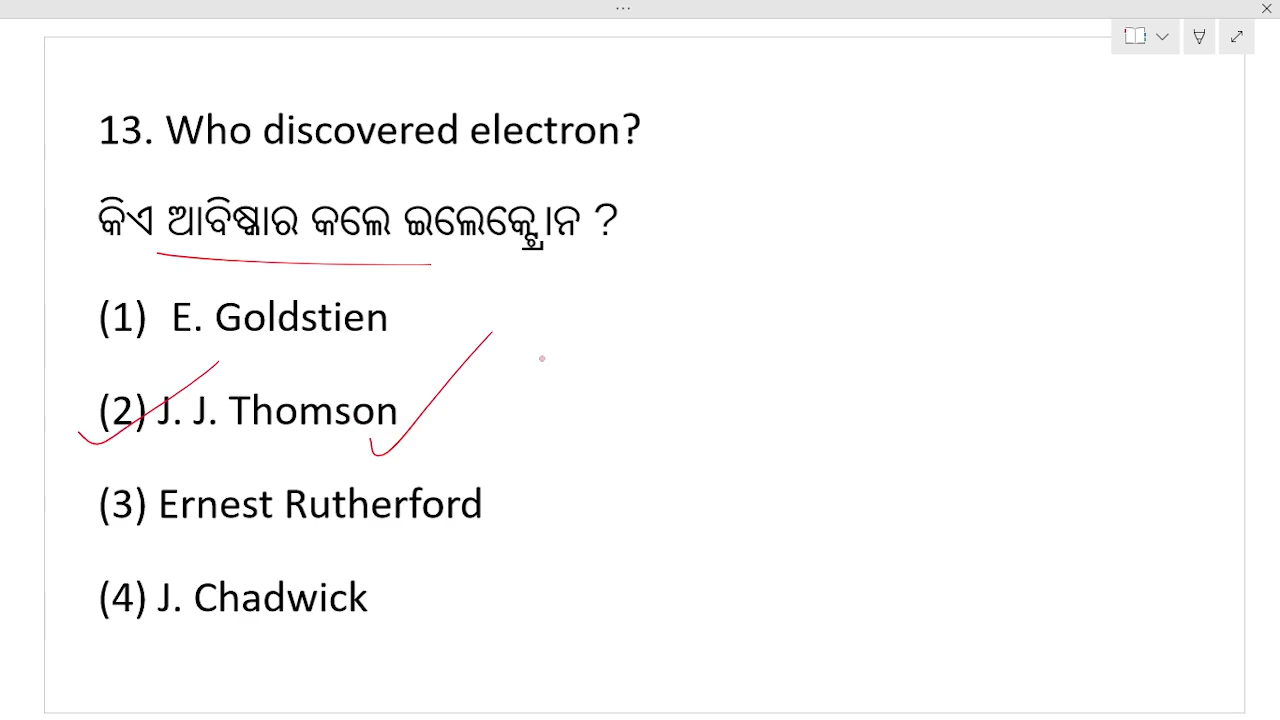 13. Who discovered electron?
କିଏ ଆବିଷ୍କାର କଲେ ଇଲେକ୍ଟ୍ରୋନ ?
(1) E. Goldstien
(2) J. J. Thomson
(3) Ernest Rutherford
(4) J. Chadwick